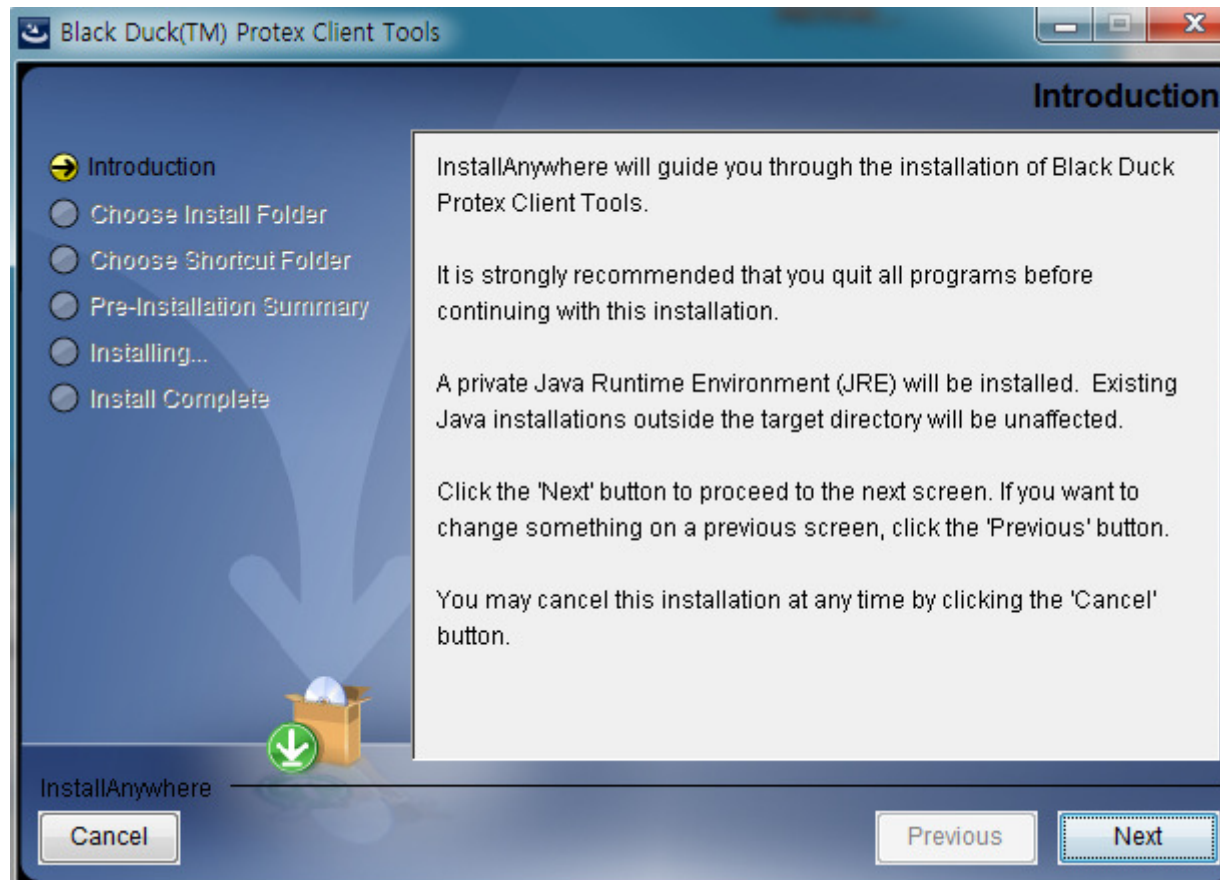 Black Duck(TM) Protex Client Tools
Introduction
Introduction
Choose Install Folder
Choose Shortcut Folder
Pre-Installation Summary
Installing...
Install Complete
InstallAnywhere will guide you through the installation of Black Duck
Protex Client Tools.
It is strongly recommended that you quit all programs before
continuing with this installation.
A private Java Runtime Environment (JRE) will be installed.  Existing
Java installations outside the target directory will be unaffected.
Click the 'Next' button to proceed to the next screen. If you want to
change something on a previous screen, click the 'Previous' button.
You may cancel this installation at any time by clicking the 'Cancel'
button.
InstallAnywhere
Cancel
Previous
Next